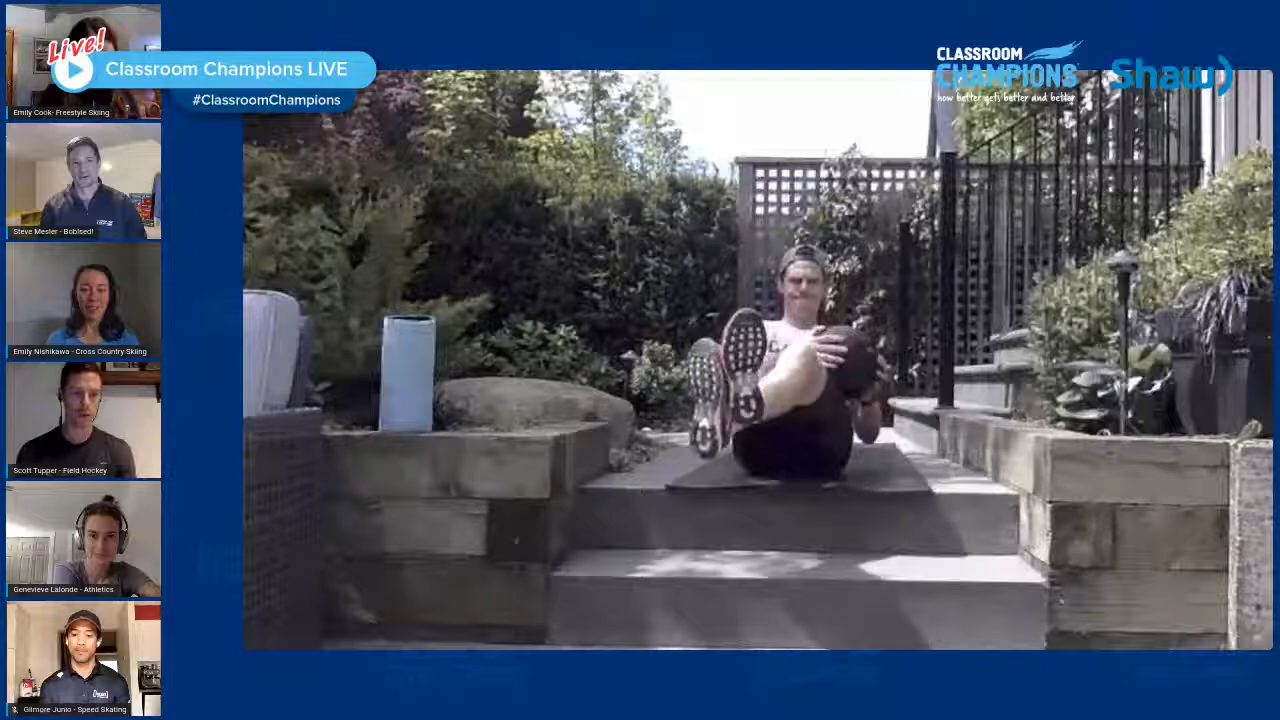 Live!
Classroom Champions LIVE
#ClassroomChampions
CLASSROOM
CHAMPIONS
how better gets better and better
Shaw)
Emily Cook- Freestyle Skiing
Steve Mesler - Boblsed!
Emily Nishikawa - Cross Country Skiing
Scott Tupper - Field Hockey
Genevieve Lalonde - Athletics
Gilmore Junio - Speed Skating